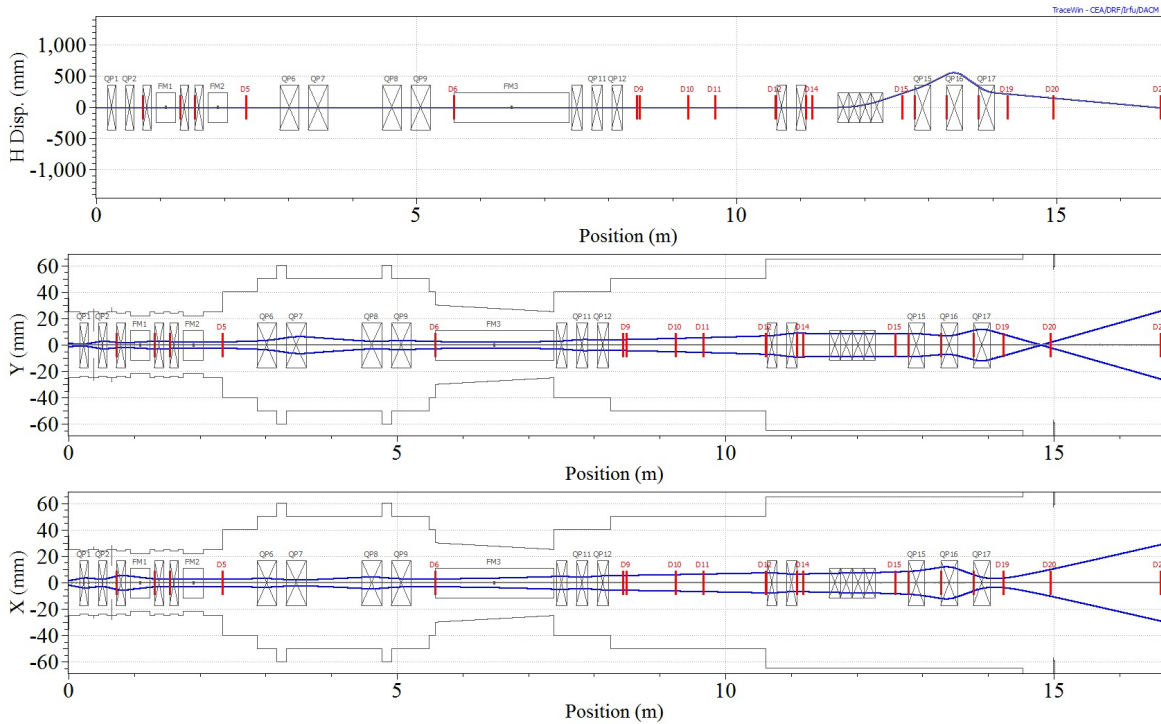 TraceWin - CEA/DRF/Irfu/DACM
1,000
500
0
-500
-1,000
H Disp. (mm)
QP1 QP2 FM1 FM2 D5 QP6 QP7 QP8 QP9 D6 FM3 QP11 QP12 D9 D10 D11 D12 D14 D15 QP15 QP16 QP17 D19 D20
0 5 10 15
Position (m)
60
40
20
0
-20
-40
-60
Y (mm)
QP1 QP2 FM1 FM2 D5 QP6 QP7 QP8 QP9 D6 FM3 QP11 QP12 D9 D10 D11 D12 D14 D15 QP15 QP16 QP17 D19 D20
0 5 10 15
Position (m)
60
40
20
0
-20
-40
-60
X (mm)
QP1 QP2 FM1 FM2 D5 QP6 QP7 QP8 QP9 D6 FM3 QP11 QP12 D9 D10 D11 D12 D14 D15 QP15 QP16 QP17 D19 D20
0 5 10 15
Position (m)